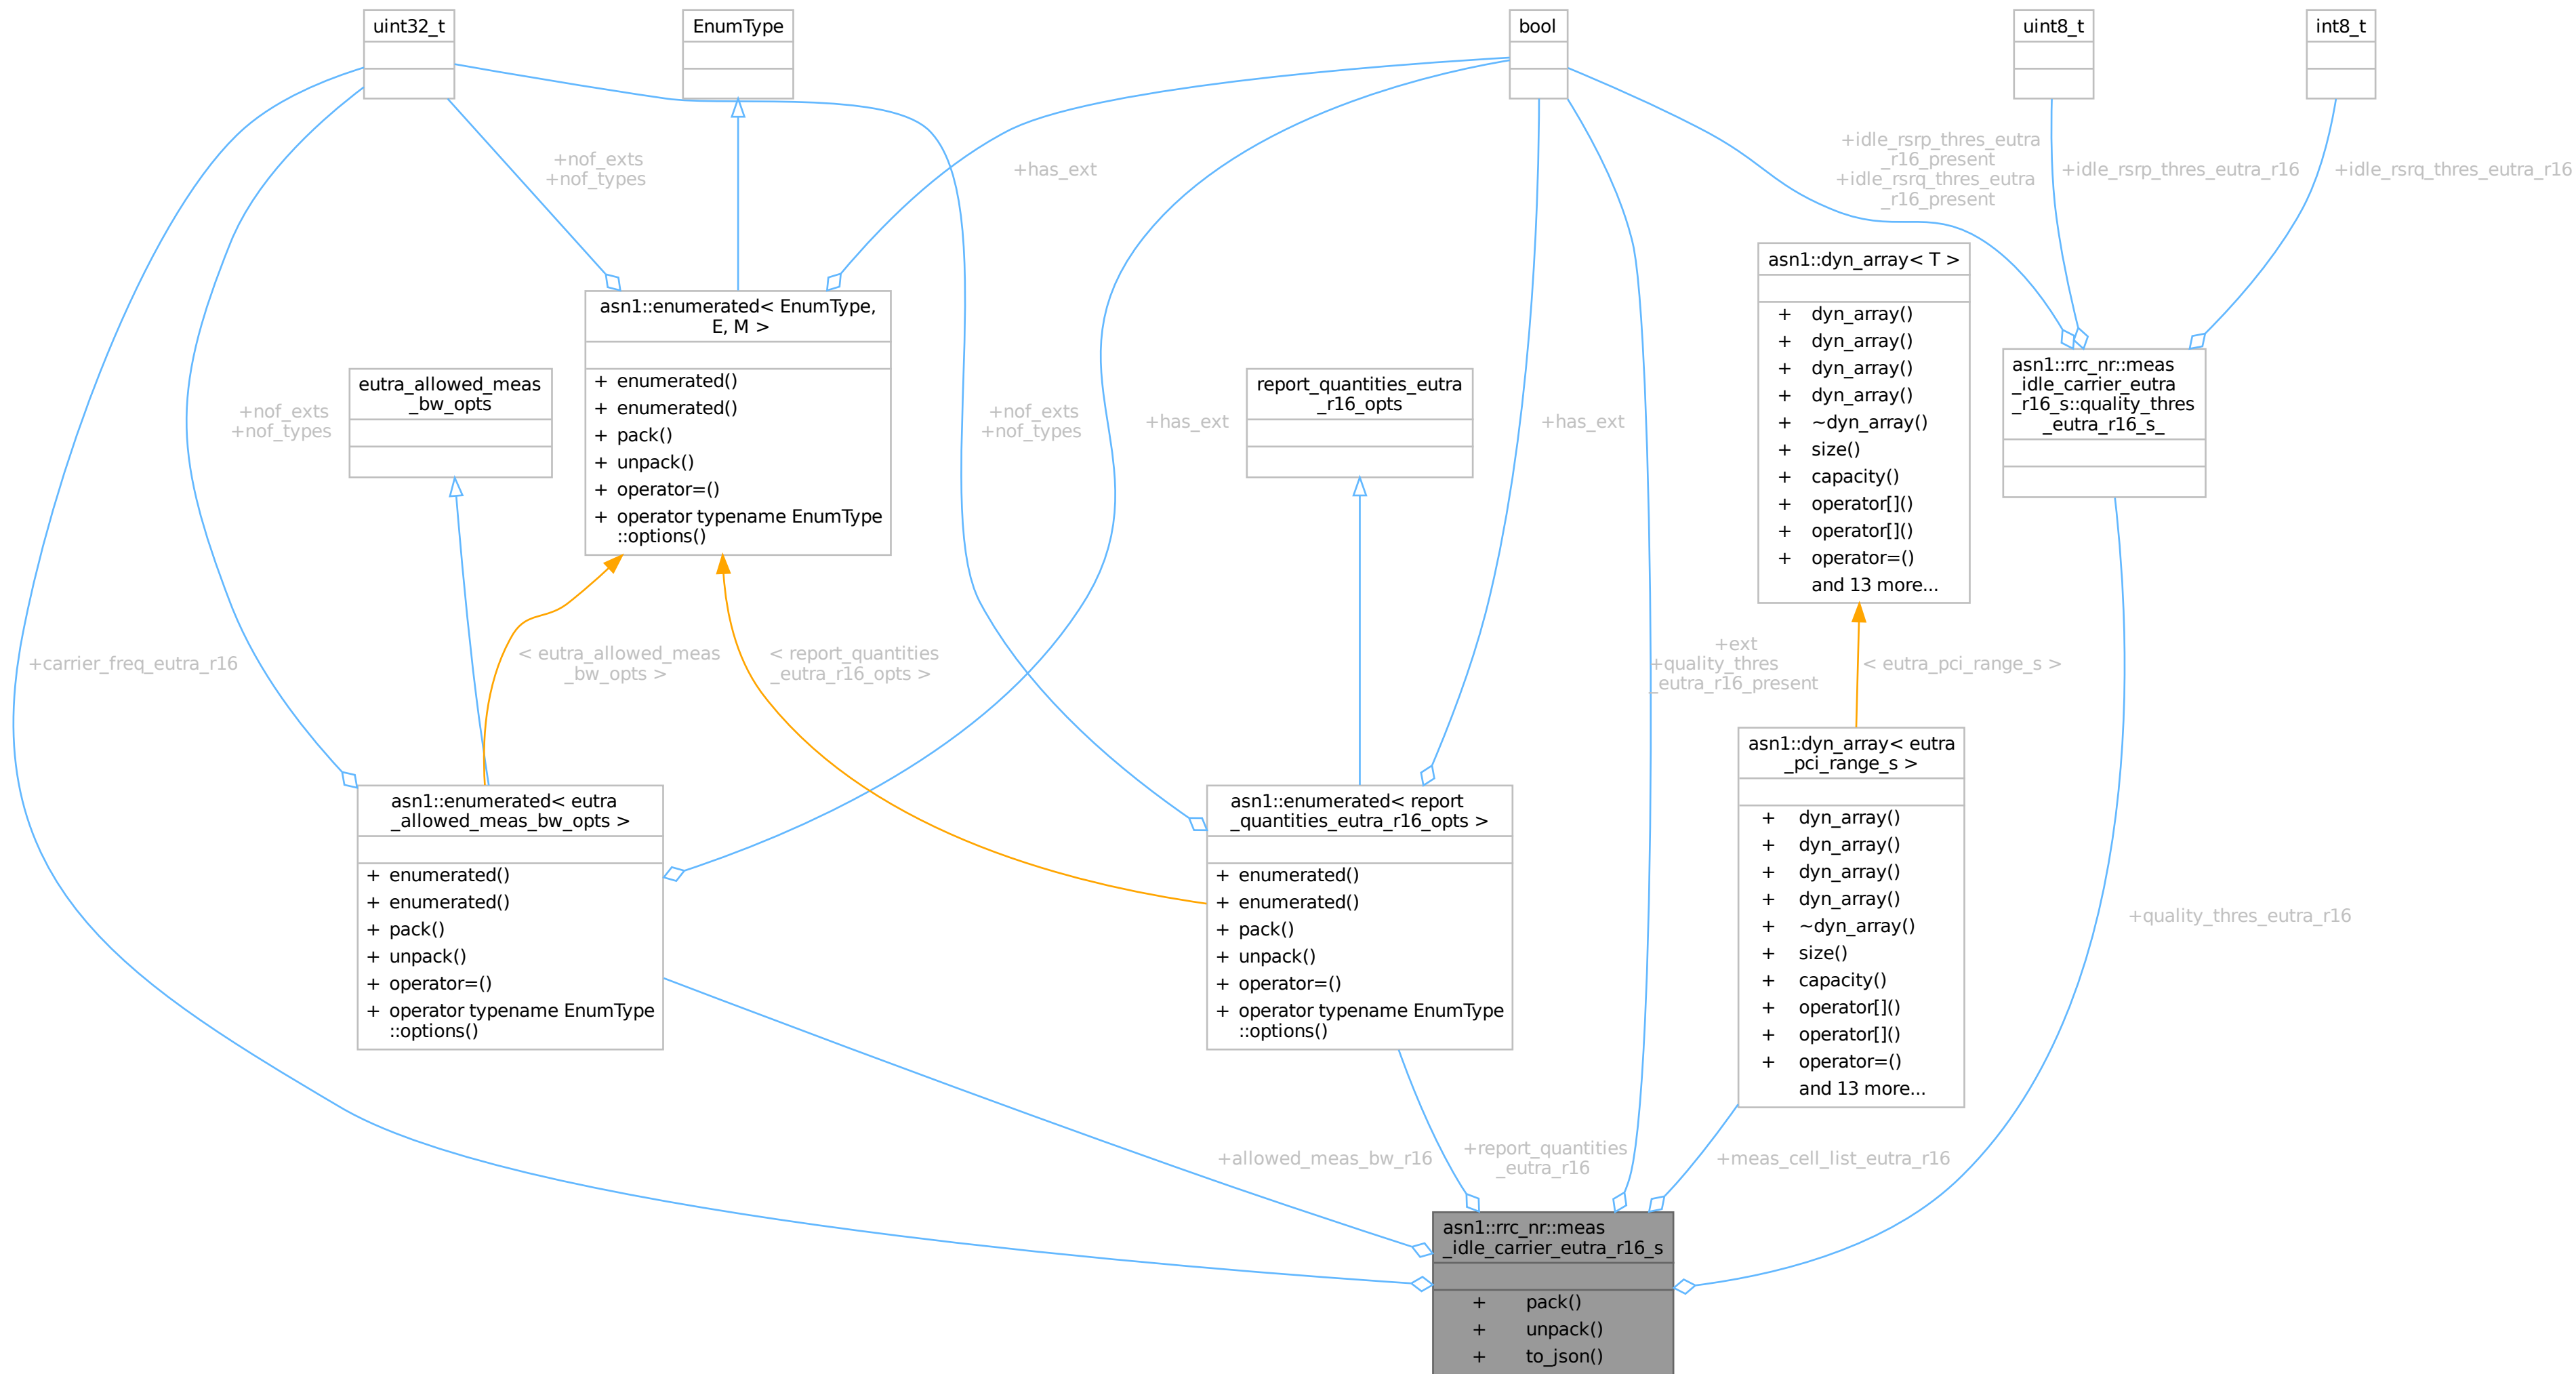 uint32_t
EnumType
bool
uint8_t
int8_t
+nof_exts
+nof_types
+has_ext
+idle_rsrp_thres_eutra
_r16_present
+idle_rsrq_thres_eutra
_r16_present
+idle_rsrp_thres_eutra_r16
+idle_rsrq_thres_eutra_r16
asn1::enumerated< EnumType,
E, M >
+ enumerated()
+ enumerated()
+ pack()
+ unpack()
+ operator=()
+ operator typename EnumType
::options()
asn1::dyn_array< T >
+ dyn_array()
+ dyn_array()
+ dyn_array()
+ dyn_array()
+ ~dyn_array()
+ size()
+ capacity()
+ operator[]()
+ operator[]()
+ operator=()
and 13 more...
asn1::rrc_nr::meas
_idle_carrier_eutra
_r16_s::quality_thres
_eutra_r16_s_
eutra_allowed_meas
_bw_opts
report_quantities_eutra
_r16_opts
+nof_exts
+nof_types
+nof_exts
+nof_types
+has_ext
+has_ext
+carrier_freq_eutra_r16
< eutra_allowed_meas
_bw_opts >
< report_quantities
_eutra_r16_opts >
+ext
+quality_thres
_eutra_r16_present
< eutra_pci_range_s >
asn1::enumerated< eutra
_allowed_meas_bw_opts >
+ enumerated()
+ enumerated()
+ pack()
+ unpack()
+ operator=()
+ operator typename EnumType
::options()
asn1::enumerated< report
_quantities_eutra_r16_opts >
+ enumerated()
+ enumerated()
+ pack()
+ unpack()
+ operator=()
+ operator typename EnumType
::options()
asn1::dyn_array< eutra
_pci_range_s >
+ dyn_array()
+ dyn_array()
+ dyn_array()
+ dyn_array()
+ ~dyn_array()
+ size()
+ capacity()
+ operator[]()
+ operator[]()
+ operator=()
and 13 more...
+quality_thres_eutra_r16
+allowed_meas_bw_r16
+report_quantities
_eutra_r16
+meas_cell_list_eutra_r16
asn1::rrc_nr::meas
_idle_carrier_eutra_r16_s
+ pack()
+ unpack()
+ to_json()